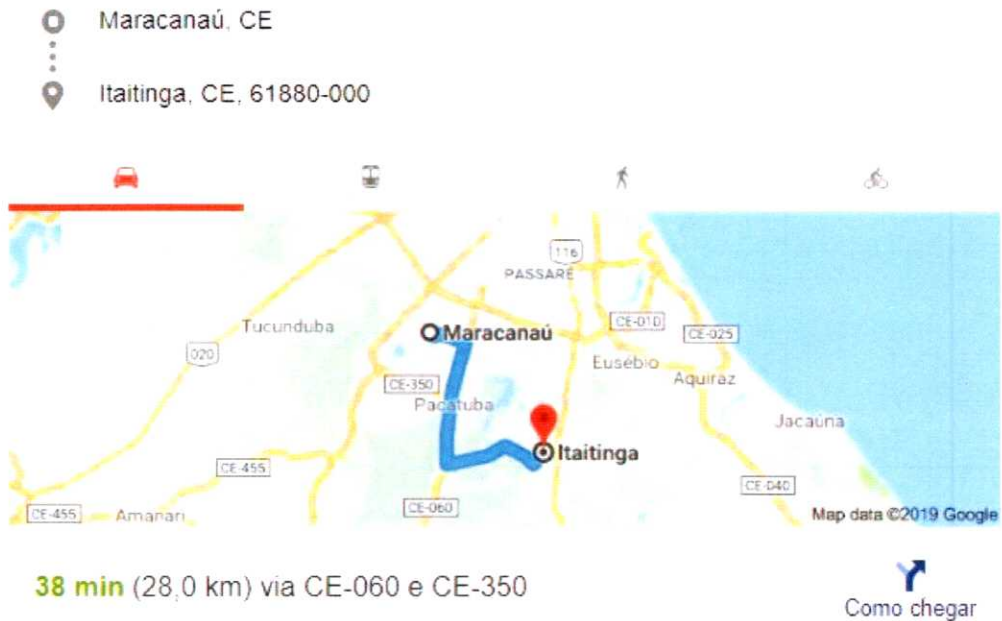 Maracanaú, CE
Itaitinga, CE, 61880-000
116
PASSARÉ
Tucunduba
Maracanaú
CE-010
CE-025
020
Eusébio
CE-350
Aquiraz
Pacatuba
Jacaúna
Itaitinga
CE-455
CE-040
CE-455
Amanari
CE-060
Map data ©2019 Google
38 min (28,0 km) via CE-060 e CE-350
Como chegar